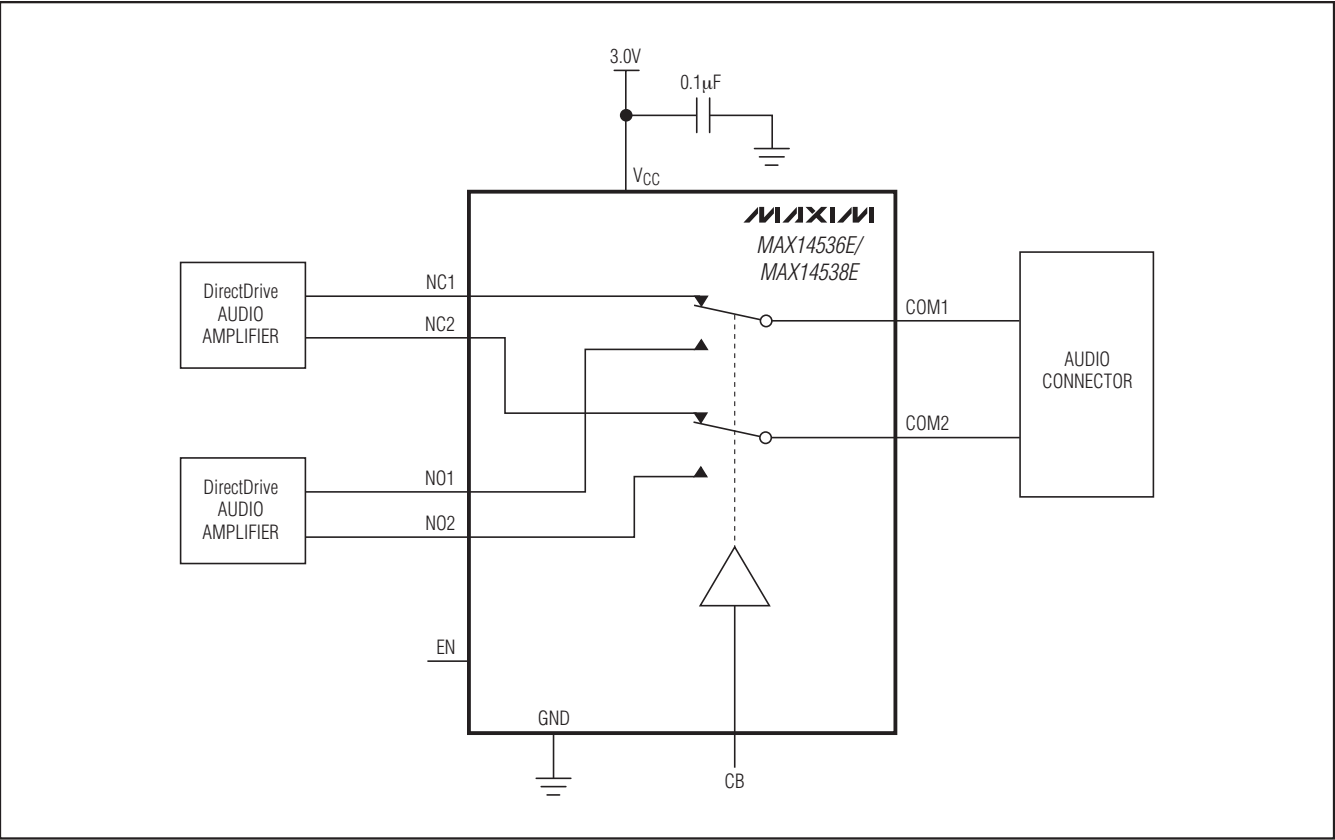 3.0V
0.1μF
VCC
MAXIM
MAX14536E/
MAX14538E
DirectDrive
AUDIO
AMPLIFIER
NC1
NC2
COM1
AUDIO
CONNECTOR
COM2
DirectDrive
AUDIO
AMPLIFIER
NO1
NO2
EN
GND
CB